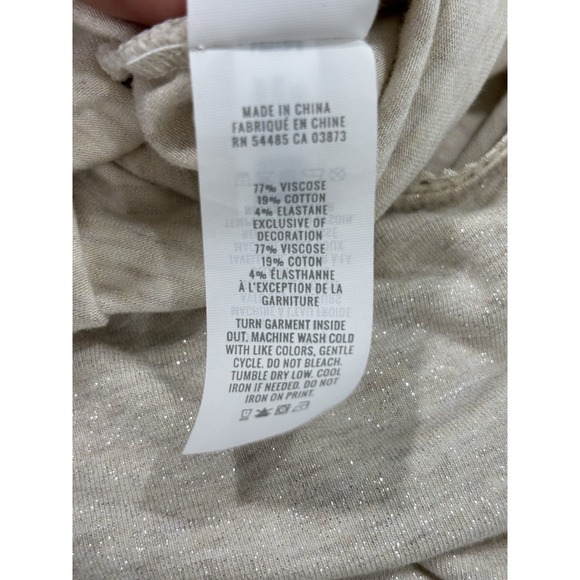 MADE IN CHINA
FABRIQUÉ EN CHINE
RN 54485 CA 03873
77% VISCOSE
19% COTTON
4% ELASTANE
EXCLUSIVE OF
DECORATION
77% VISCOSE
19% COTON
4% ÉLASTHANNE
À L'EXCEPTION DE LA
GARNITURE
TURN GARMENT INSIDE
OUT. MACHINE WASH COLD
WITH LIKE COLORS, GENTLE
CYCLE. DO NOT BLEACH.
TUMBLE DRY LOW. COOL
IRON IF NEEDED. DO NOT
IRON ON PRINT.